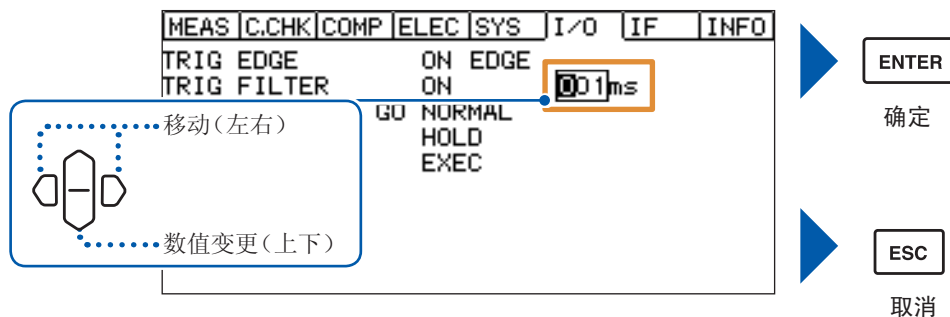 MEAS C.CHK COMP ELEC SYS I/O IF INFO
TRIG EDGE ON EDGE
TRIG FILTER ON 001ms
GO NORMAL
HOLD
EXEC
移动（左右）
数值变更（上下）
ENTER
确定
ESC
取消